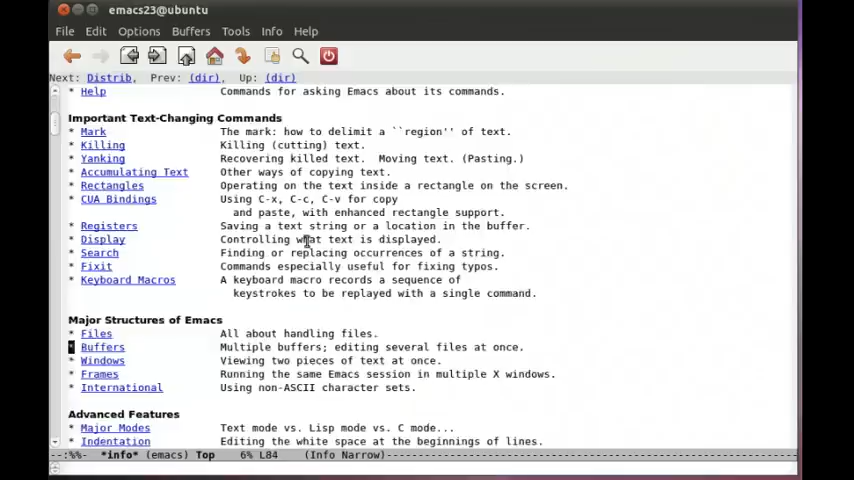 emacs23@ubuntu
File Edit Options Buffers Tools Info Help
Next: Distrib, Prev: (dir), Up: (dir)
* Help Commands for asking Emacs about its commands.
Important Text-Changing Commands
* Mark The mark: how to delimit a ``region'' of text.
* Killing Killing (cutting) text.
* Yanking Recovering killed text. Moving text. (Pasting.)
* Accumulating Text Other ways of copying text.
* Rectangles Operating on the text inside a rectangle on the screen.
* CUA Bindings Using C-x, C-c, C-v for copy
and paste, with enhanced rectangle support.
* Registers Saving a text string or a location in the buffer.
* Display Controlling what text is displayed.
* Search Finding or replacing occurrences of a string.
* Fixit Commands especially useful for fixing typos.
* Keyboard Macros A keyboard macro records a sequence of
keystrokes to be replayed with a single command.
Major Structures of Emacs
* Files All about handling files.
* Buffers Multiple buffers; editing several files at once.
* Windows Viewing two pieces of text at once.
* Frames Running the same Emacs session in multiple X windows.
* International Using non-ASCII character sets.
Advanced Features
* Major Modes Text mode vs. Lisp mode vs. C mode...
* Indentation Editing the white space at the beginnings of lines.
--:%%- *info* (emacs) Top 6% L84 (Info Narrow)